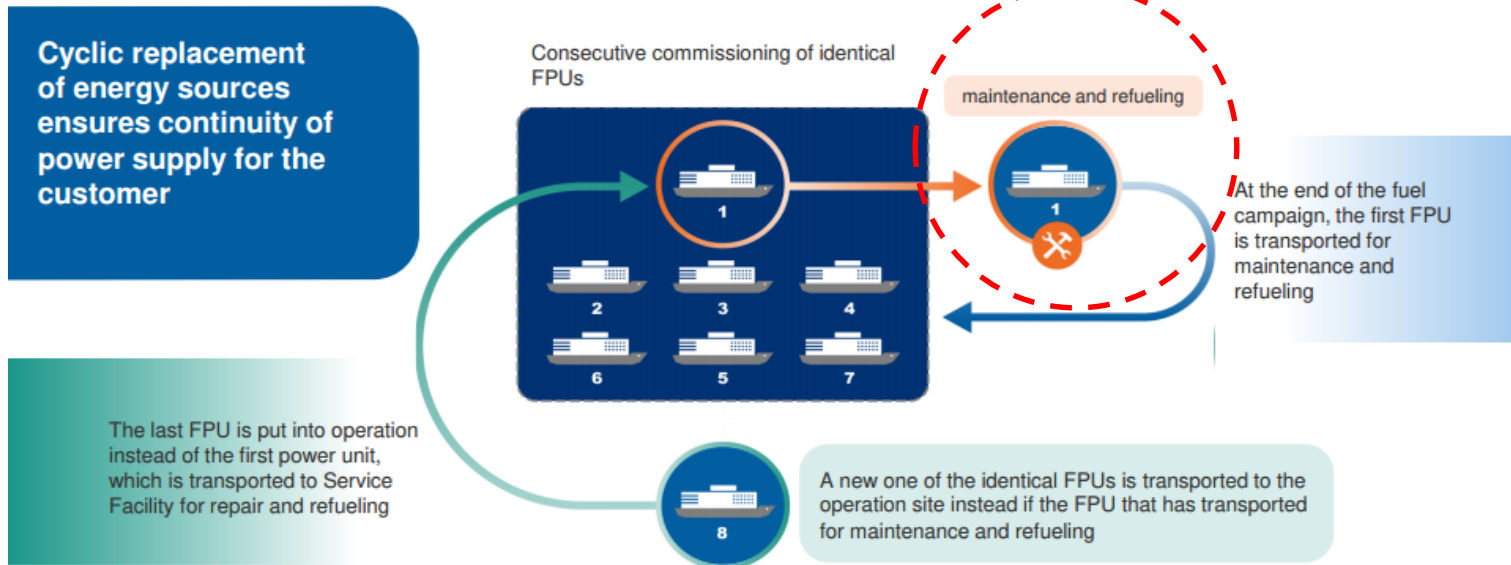 Cyclic replacement
of energy sources
ensures continuity of
power supply for the
customer
Consecutive commissioning of identical
FPUs
maintenance and refueling
1
1
2
3
4
6
5
7
At the end of the fuel
campaign, the first FPU
is transported for
maintenance and
refueling
The last FPU is put into operation
instead of the first power unit,
which is transported to Service
Facility for repair and refueling
8
A new one of the identical FPUs is transported to the
operation site instead if the FPU that has transported
for maintenance and refueling